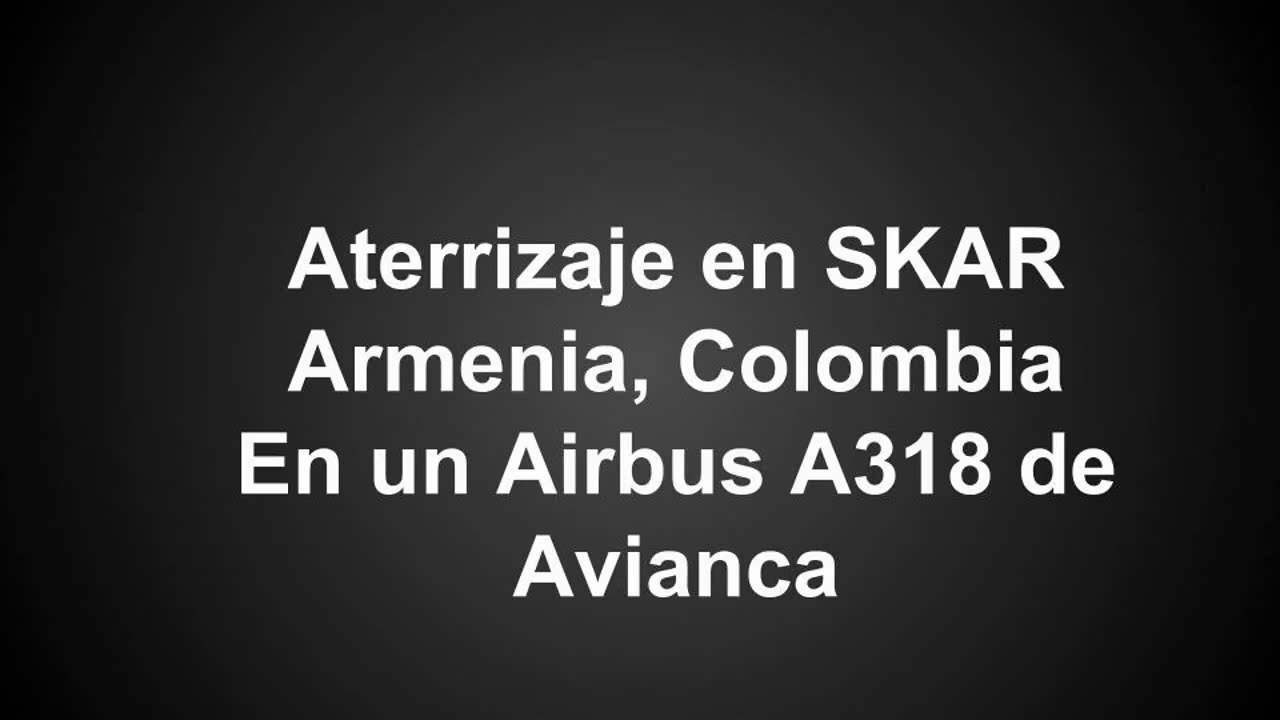 Aterrizaje en SKAR
Armenia, Colombia
En un Airbus A318 de
Avianca